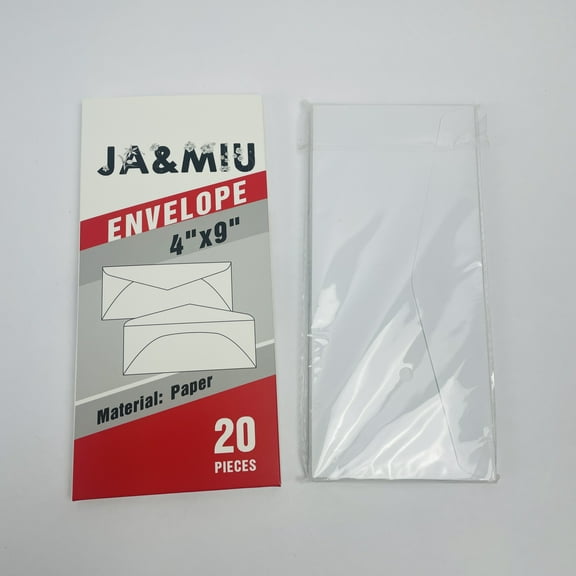 JA&MIU
ENVELOPE
4"x9"
Material: Paper
20
PIECES